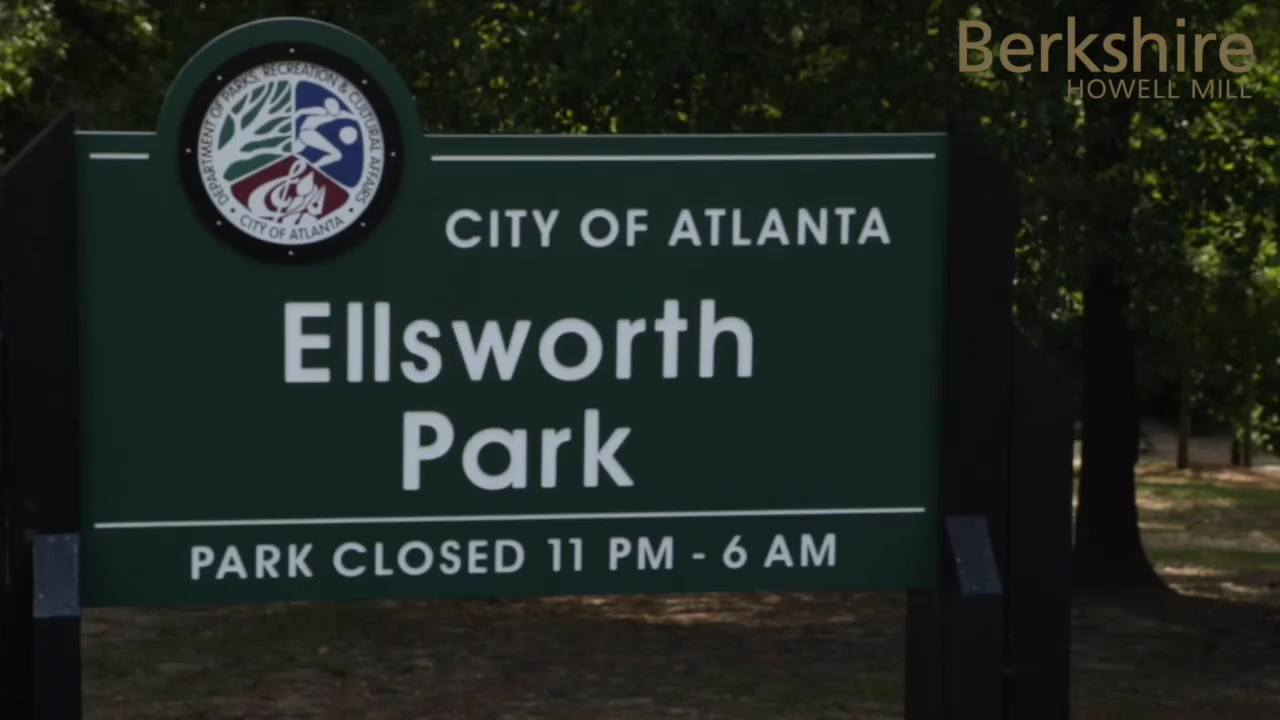 Berkshire
HOWELL MILL
DEPARTMENT OF PARKS, RECREATION & CULTURAL AFFAIRS
• CITY OF ATLANTA •
CITY OF ATLANTA
Ellsworth
Park
PARK CLOSED 11 PM - 6 AM